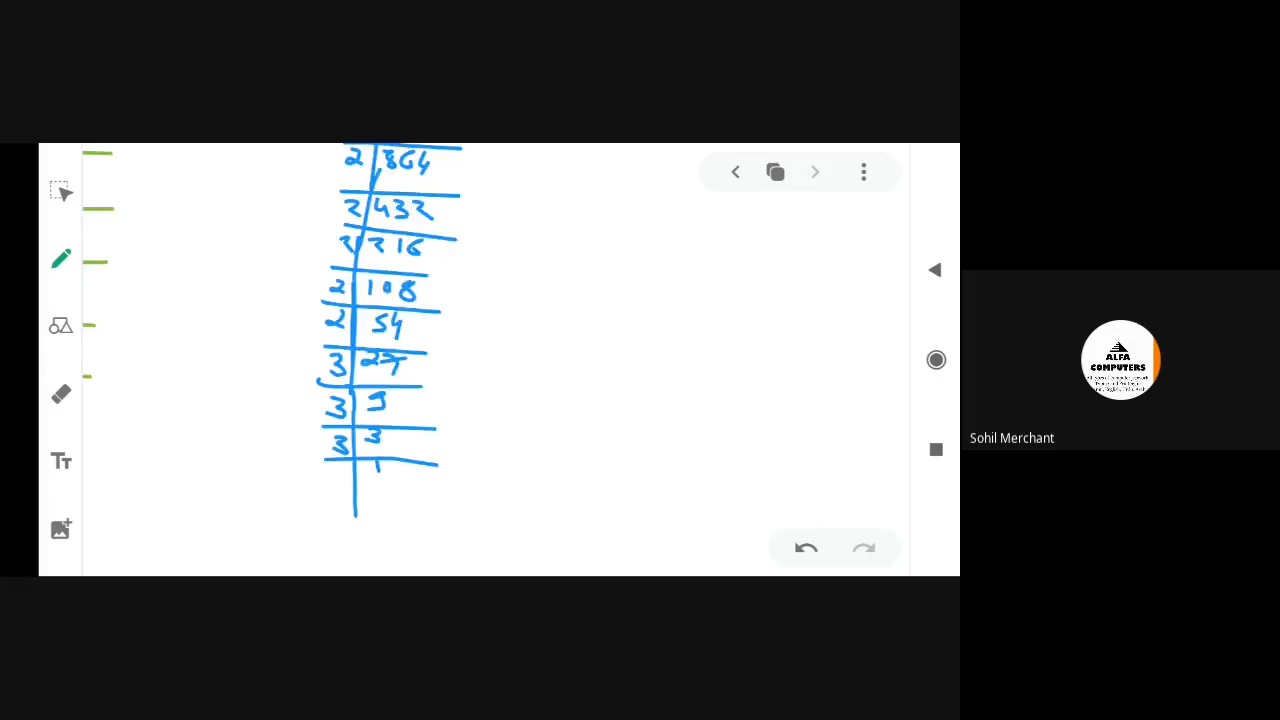 2 864
2 432
2 216
2 108
2 54
3 27
3 9
3 3
1
Tт
ALFA
COMPUTERS
Sohil Merchant